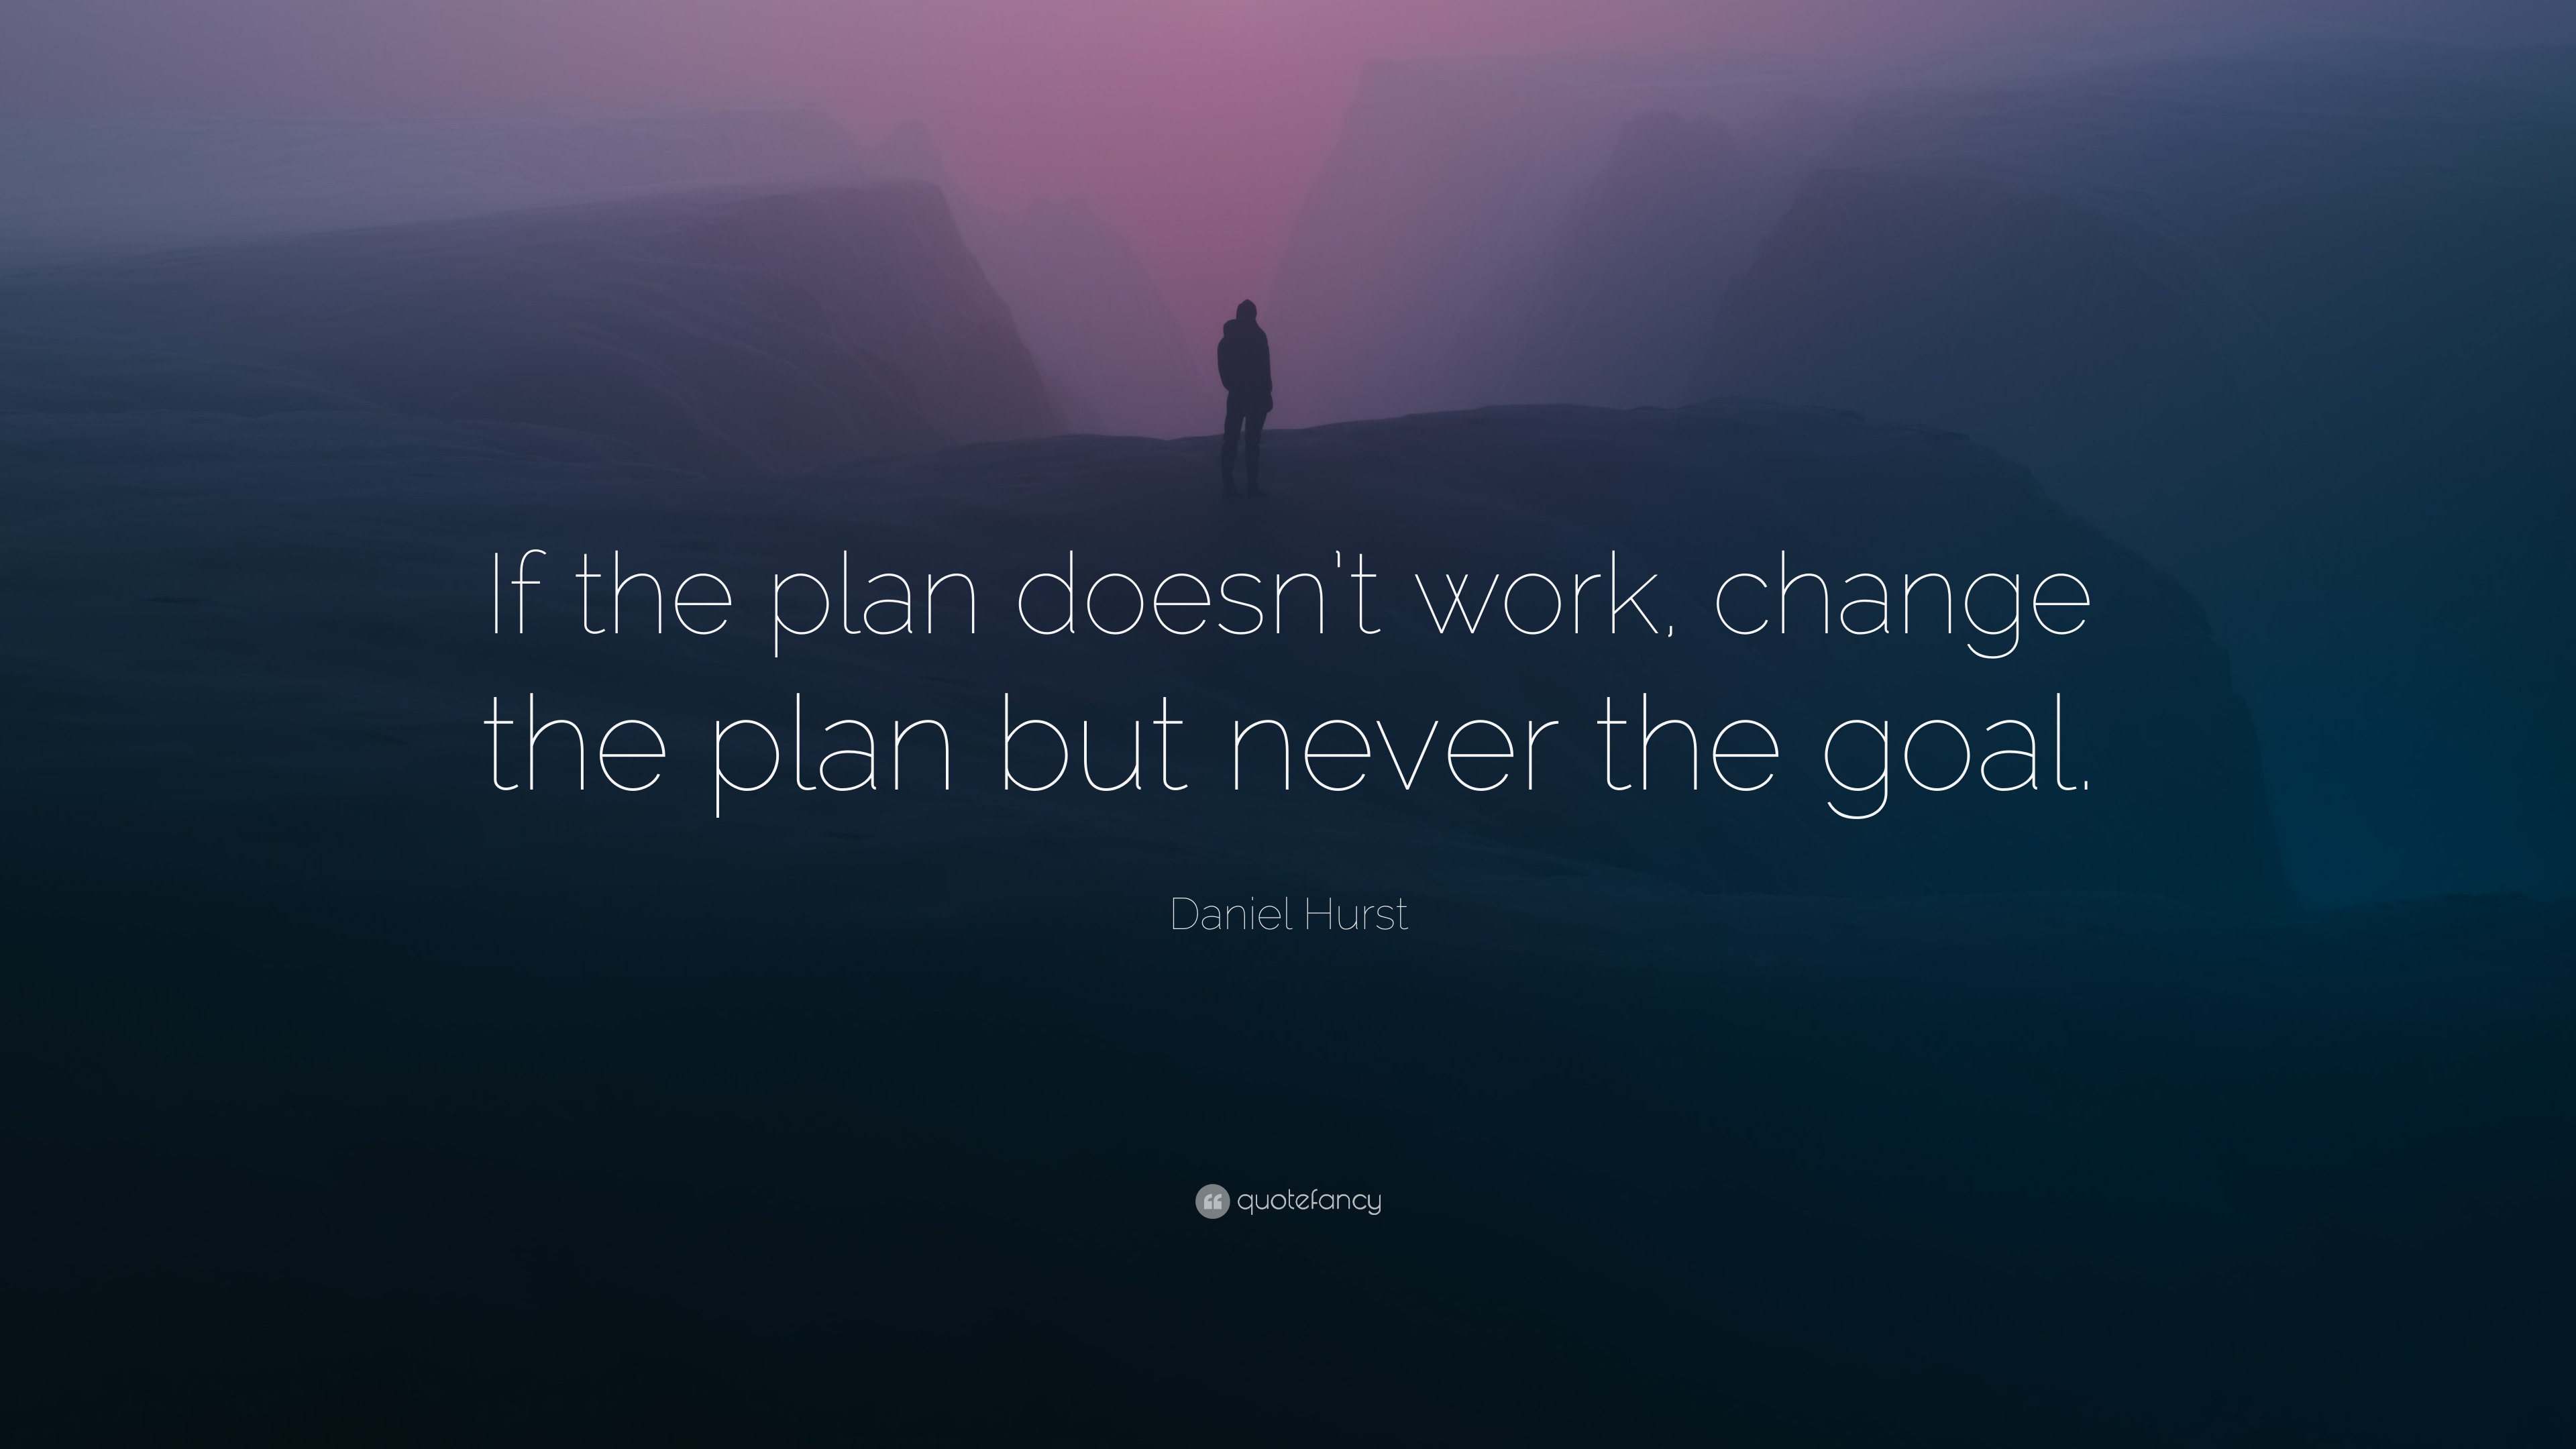 If the plan doesn’t work, change
the plan but never the goal.
Daniel Hurst
quotefancy